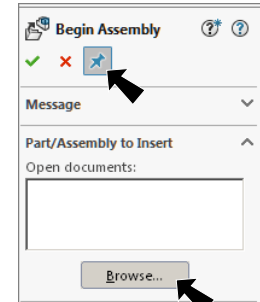 Begin Assembly
Message
Part/Assembly to Insert
Open documents:
Browse...